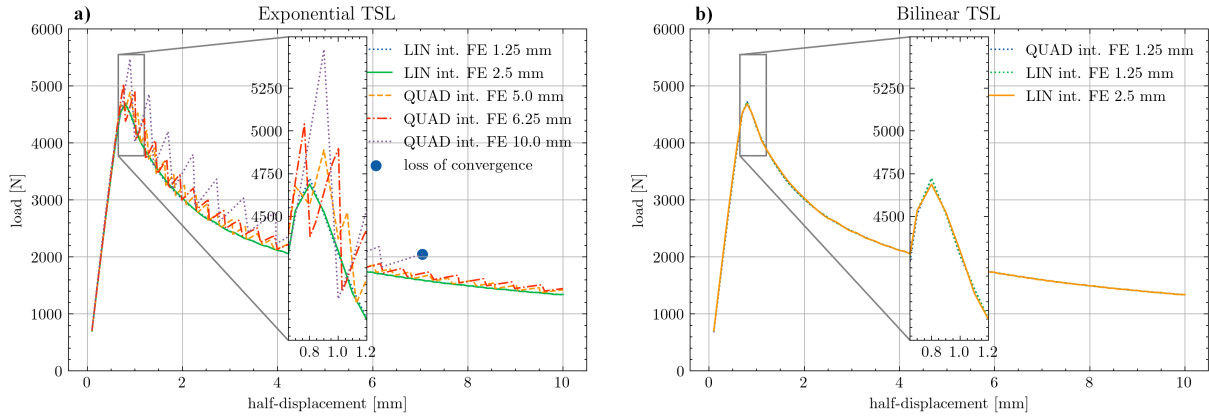 a)
Exponential TSL
6000
5000
4000
3000
2000
1000
0
load [N]
LIN int. FE 1.25 mm
LIN int. FE 2.5 mm
QUAD int. FE 5.0 mm
QUAD int. FE 6.25 mm
QUAD int. FE 10.0 mm
loss of convergence
5250
5000
4750
4500
0.8 1.0 1.2
0 2 4 6 8 10
half-displacement [mm]
b)
Bilinear TSL
6000
5000
4000
3000
2000
1000
0
load [N]
QUAD int. FE 1.25 mm
LIN int. FE 1.25 mm
LIN int. FE 2.5 mm
5250
5000
4750
4500
0.8 1.0 1.2
0 2 4 6 8 10
half-displacement [mm]